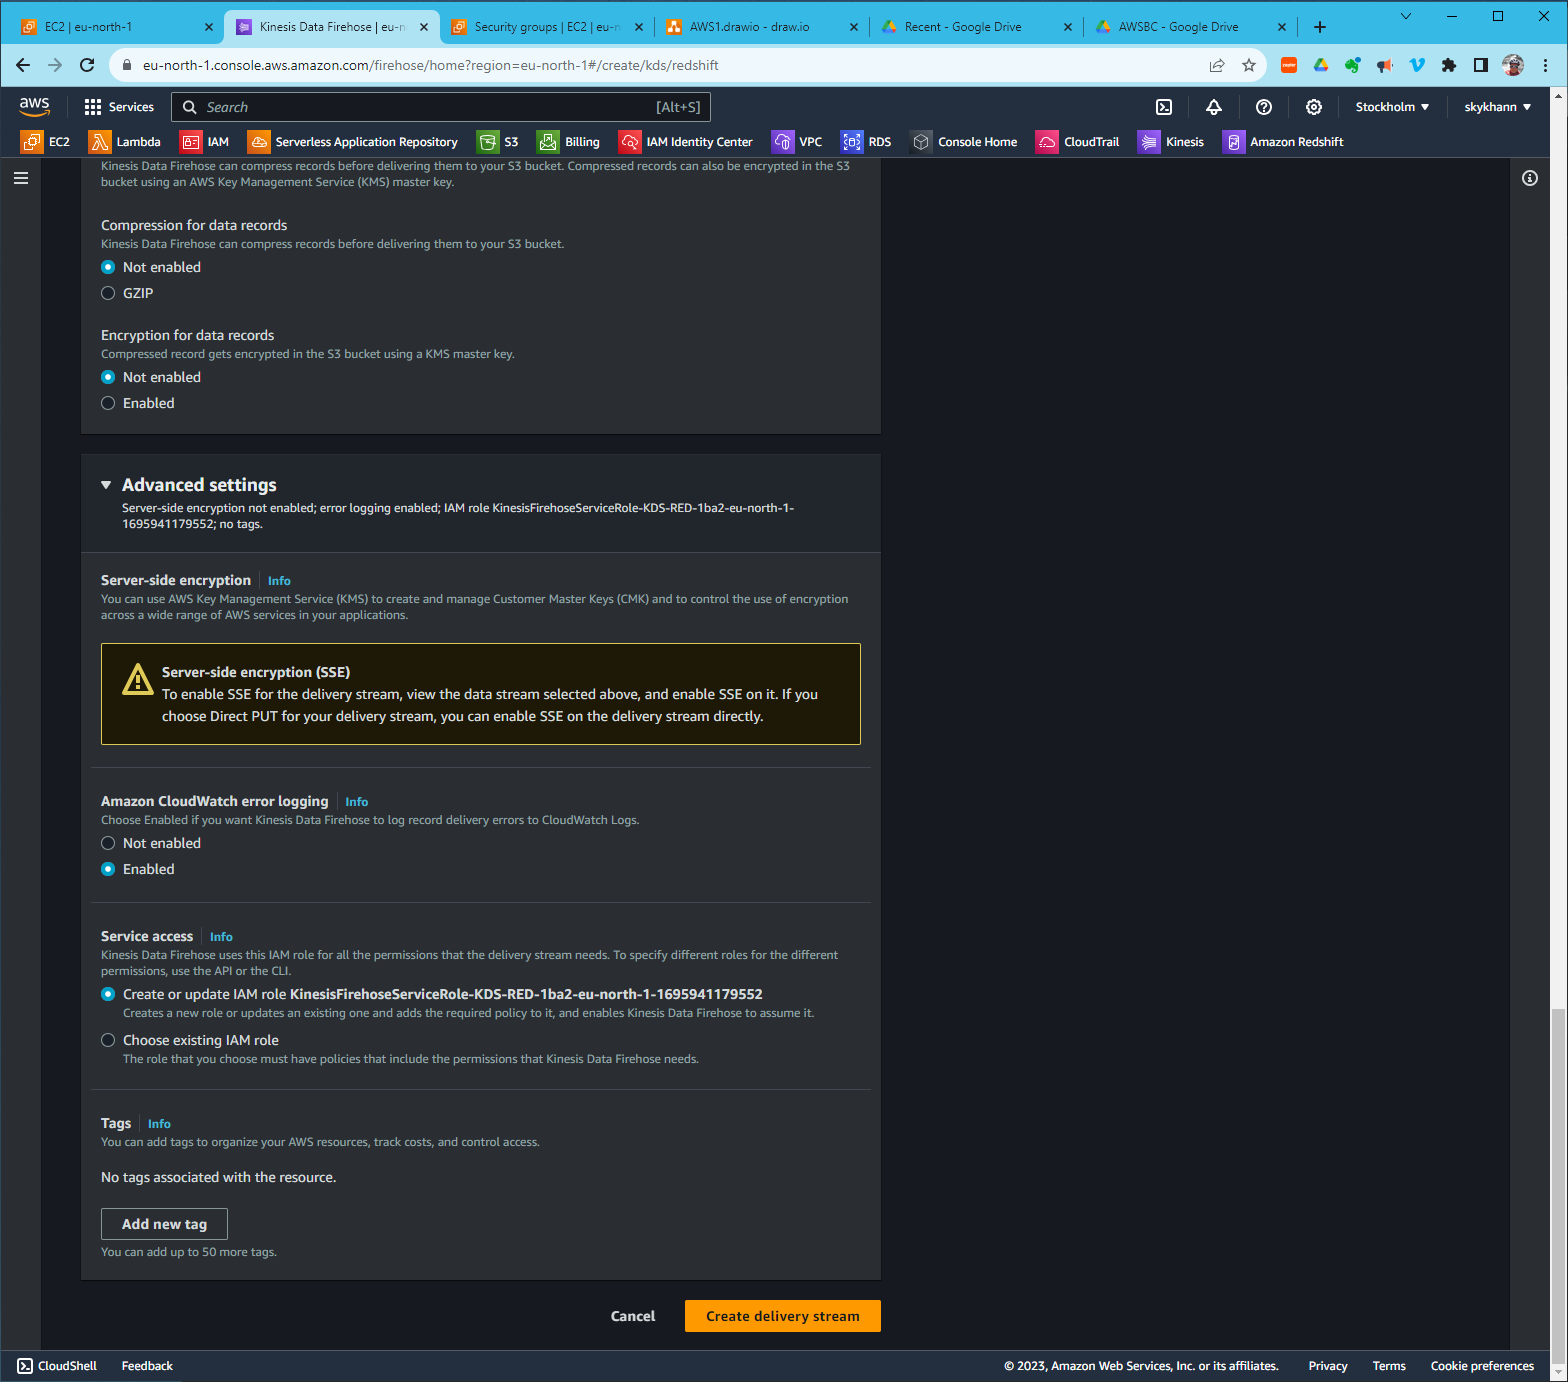 EC2 | eu-north-1
Kinesis Data Firehose | eu-n
Security groups | EC2 | eu-n
AWS1.drawio - draw.io
Recent - Google Drive
AWSBC - Google Drive
eu-north-1.console.aws.amazon.com/firehose/home?region=eu-north-1#/create/kds/redshift
aws
Services
Search
[Alt+S]
Stockholm
skykhann
EC2
Lambda
IAM
Serverless Application Repository
S3
Billing
IAM Identity Center
VPC
RDS
Console Home
CloudTrail
Kinesis
Amazon Redshift
Kinesis Data Firehose can compress records before delivering them to your S3 bucket. Compressed records can also be encrypted in the S3
bucket using an AWS Key Management Service (KMS) master key.
Compression for data records
Kinesis Data Firehose can compress records before delivering them to your S3 bucket.
Not enabled
GZIP
Encryption for data records
Compressed record gets encrypted in the S3 bucket using a KMS master key.
Not enabled
Enabled
Advanced settings
Server-side encryption not enabled; error logging enabled; IAM role KinesisFirehoseServiceRole-KDS-RED-1ba2-eu-north-1-
1695941179552; no tags.
Server-side encryption
Info
You can use AWS Key Management Service (KMS) to create and manage Customer Master Keys (CMK) and to control the use of encryption
across a wide range of AWS services in your applications.
Server-side encryption (SSE)
To enable SSE for the delivery stream, view the data stream selected above, and enable SSE on it. If you
choose Direct PUT for your delivery stream, you can enable SSE on the delivery stream directly.
Amazon CloudWatch error logging
Info
Choose Enabled if you want Kinesis Data Firehose to log record delivery errors to CloudWatch Logs.
Not enabled
Enabled
Service access
Info
Kinesis Data Firehose uses this IAM role for all the permissions that the delivery stream needs. To specify different roles for the different
permissions, use the API or the CLI.
Create or update IAM role KinesisFirehoseServiceRole-KDS-RED-1ba2-eu-north-1-1695941179552
Creates a new role or updates an existing one and adds the required policy to it, and enables Kinesis Data Firehose to assume it.
Choose existing IAM role
The role that you choose must have policies that include the permissions that Kinesis Data Firehose needs.
Tags
Info
You can add tags to organize your AWS resources, track costs, and control access.
No tags associated with the resource.
Add new tag
You can add up to 50 more tags.
Cancel
Create delivery stream
CloudShell
Feedback
© 2023, Amazon Web Services, Inc. or its affiliates.
Privacy
Terms
Cookie preferences